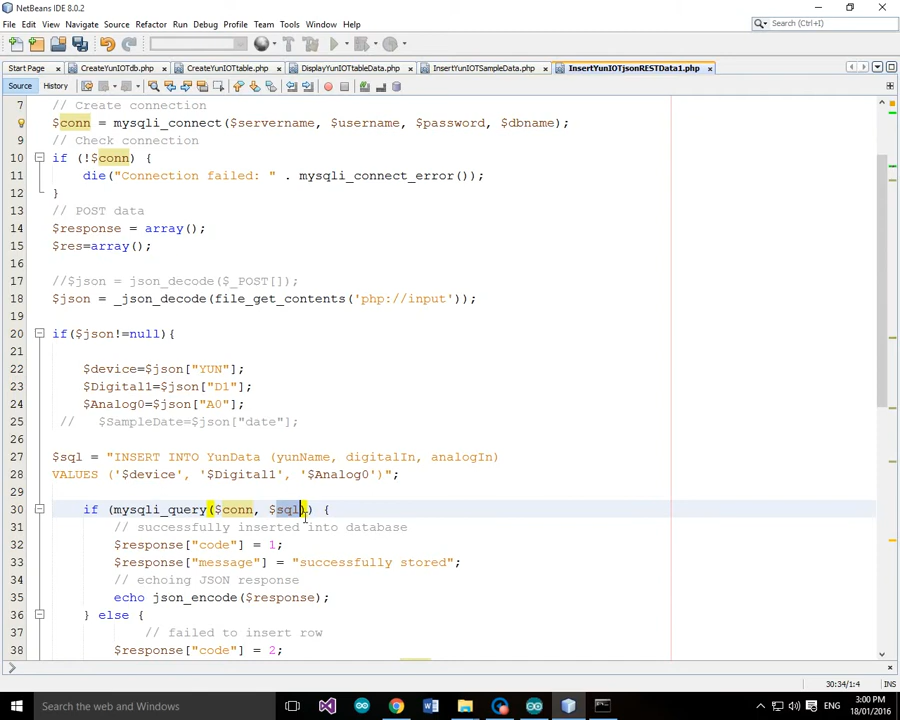 NetBeans IDE 8.0.2
File Edit View Navigate Source Refactor Run Debug Profile Team Tools Window Help
Search (Ctrl+I)
Start Page CreateYunIOTdb.php CreateYunIOTtable.php DisplayYunIOTtableData.php InsertYunIOTSampleData.php InsertYunIOTjsonRESTData1.php
Source History
7 // Create connection
$conn = mysqli_connect($servername, $username, $password, $dbname);
9 // Check connection
10 if (!$conn) {
11 die("Connection failed: " . mysqli_connect_error());
12 }
13 // POST data
14 $response = array();
15 $res=array();
16
17 //$json = json_decode($_POST[]);
18 $json = _json_decode(file_get_contents('php://input'));
19
20 if($json!=null){
21
22 $device=$json["YUN"];
23 $Digital1=$json["D1"];
24 $Analog0=$json["A0"];
25 // $SampleDate=$json["date"];
26
27 $sql = "INSERT INTO YunData (yunName, digitalIn, analogIn)
28 VALUES ('$device', '$Digital1', '$Analog0')";
29
30 if (mysqli_query($conn, $sql)) {
31 // successfully inserted into database
32 $response["code"] = 1;
33 $response["message"] = "successfully stored";
34 // echoing JSON response
35 echo json_encode($response);
36 } else {
37 // failed to insert row
38 $response["code"] = 2;
30:34/1:4 INS
Search the web and Windows
ENG 3:00 PM
18/01/2016